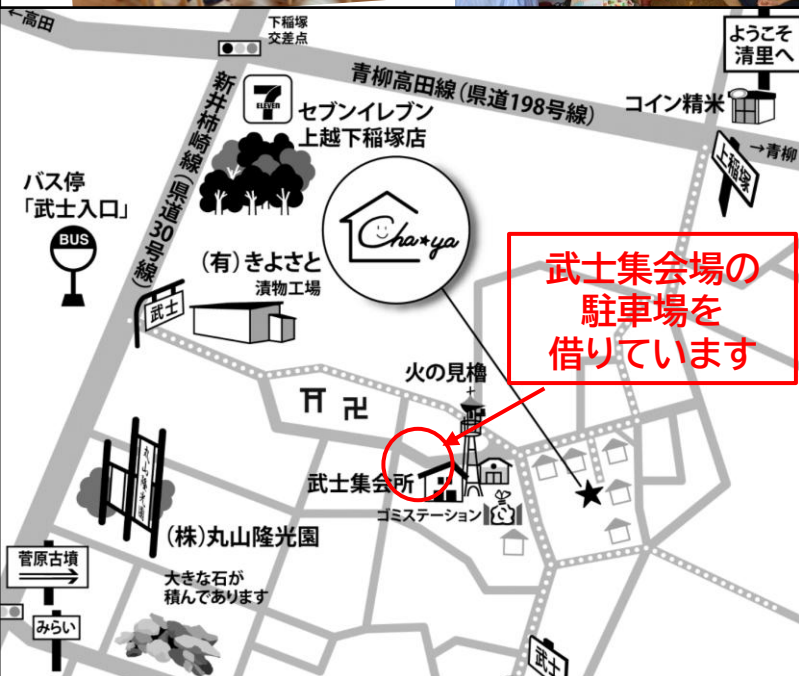 ←高田
下稲塚
交差点
ようこそ
清里へ
青柳高田線(県道198号線)
コイン精米
→青柳
上稲塚
新井柿崎線(県道30号線)
7
ELEVEN
セブンイレブン
上越下稲塚店
バス停
「武士入口」
BUS
Cha★ya
(有)きよさと
漬物工場
武士
武士集会場の
駐車場を
借りています
火の見櫓
卍
武士集会所
ゴミステーション
丸山隆光園
(株)丸山隆光園
菅原古墳
大きな石が
積んであります
みらい
武士